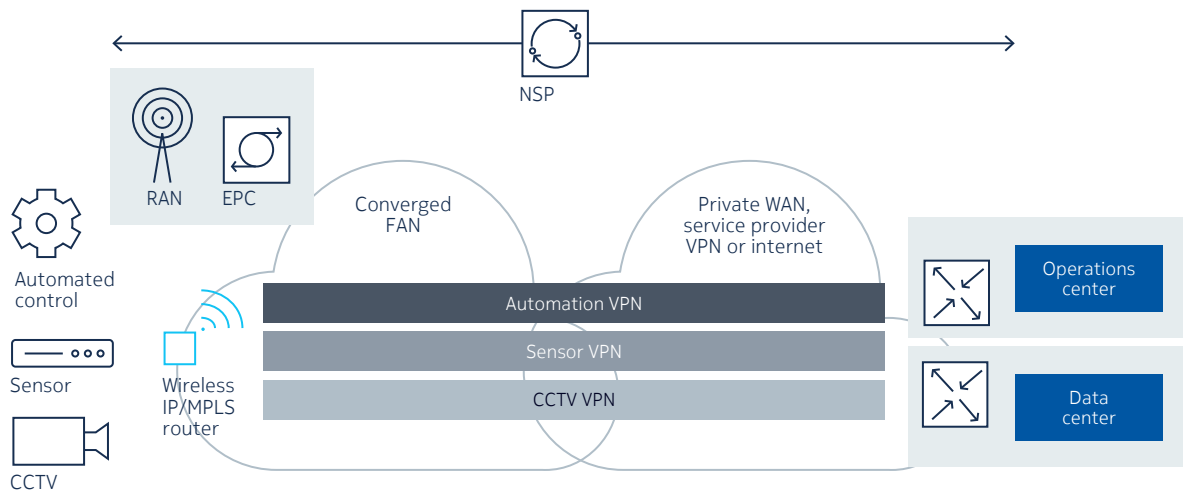 NSP
RAN
EPC
Converged
FAN
Private WAN,
service provider
VPN or internet
Automated
control
Sensor
CCTV
Wireless
IP/MPLS
router
Automation VPN
Sensor VPN
CCTV VPN
Operations
center
Data
center